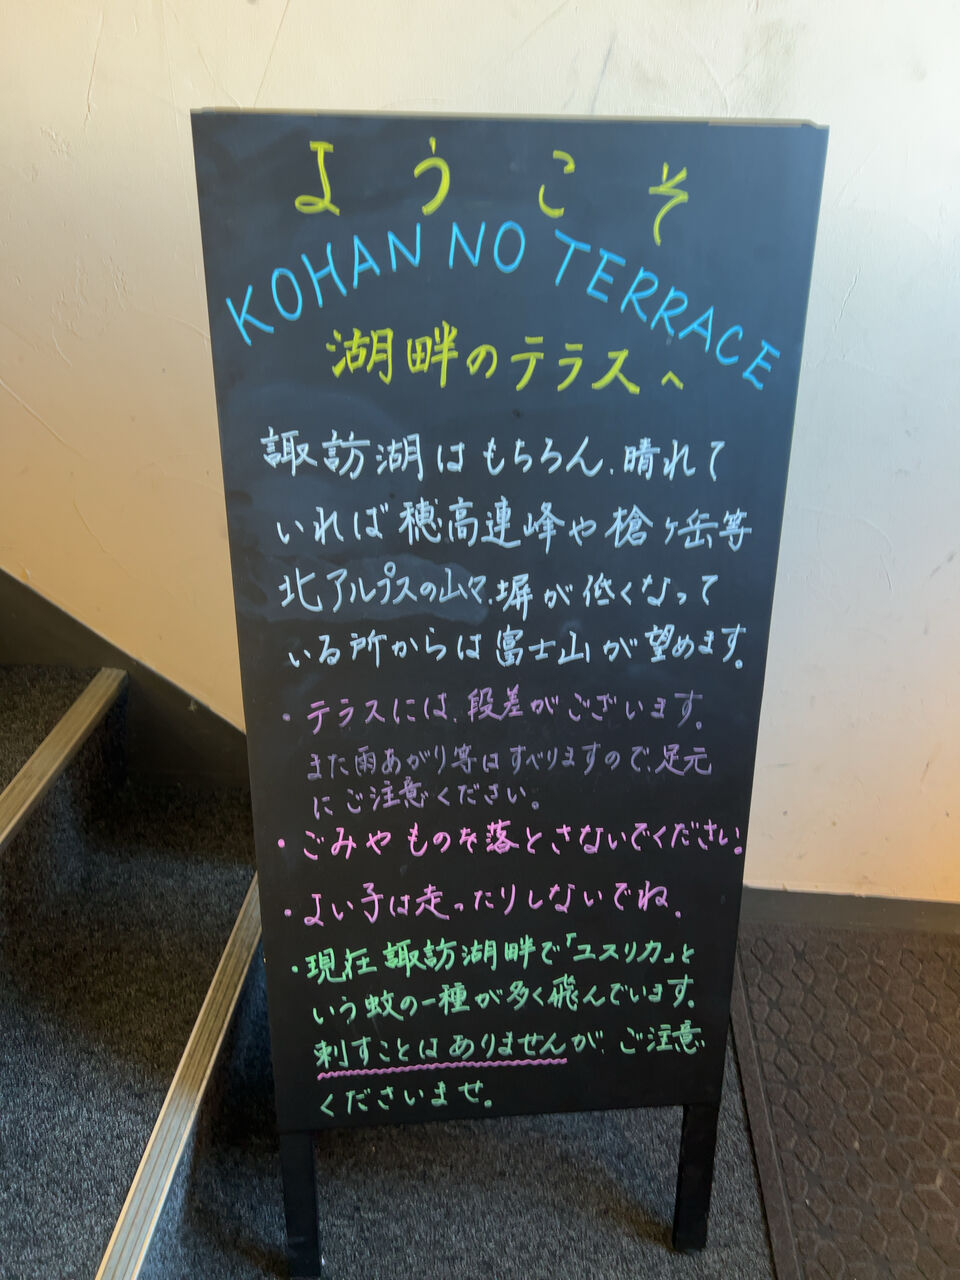 ようこそ
KOHAN NO TERRACE
湖畔のテラスへ
諏訪湖はもちろん、晴れて
いれば穂高連峰や槍ヶ岳等
北アルプスの山々、塀が低くなって
いる所からは富士山が望めます。
・テラスには、段差がございます。
また雨あがり等はすべりますので、足元
にご注意ください。
・ごみやものを落とさないでください。
・よい子は走ったりしないでね。
・現在諏訪湖畔で「ユスリカ」と
いう蚊の一種が多く飛んでいます。
刺すことはありませんが、ご注意
くださいませ。